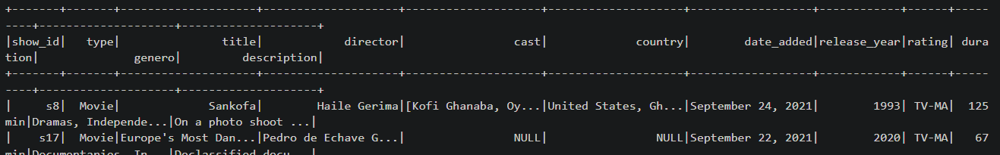 +-------+-------+--------------------+--------------------+--------------------+--------------------+------------------+------------+------+-----
----+--------------------+--------------------+
|show_id|   type|               title|            director|                cast|             country|        date_added|release_year|rating| dura
tion|              genero|         description|
+-------+-------+--------------------+--------------------+--------------------+--------------------+------------------+------------+------+-----
----+--------------------+--------------------+
|     s8|  Movie|             Sankofa|        Haile Gerima|[Kofi Ghanaba, Oy...|United States, Gh...|September 24, 2021|        1993| TV-MA|  125
min|Dramas, Independe...|On a photo shoot ...|
|    s17|  Movie|Europe's Most Dan...|Pedro de Echave G...|                NULL|                NULL|September 22, 2021|        2020| TV-MA|   67
min|Documentaries, In...|Declassified docu...|